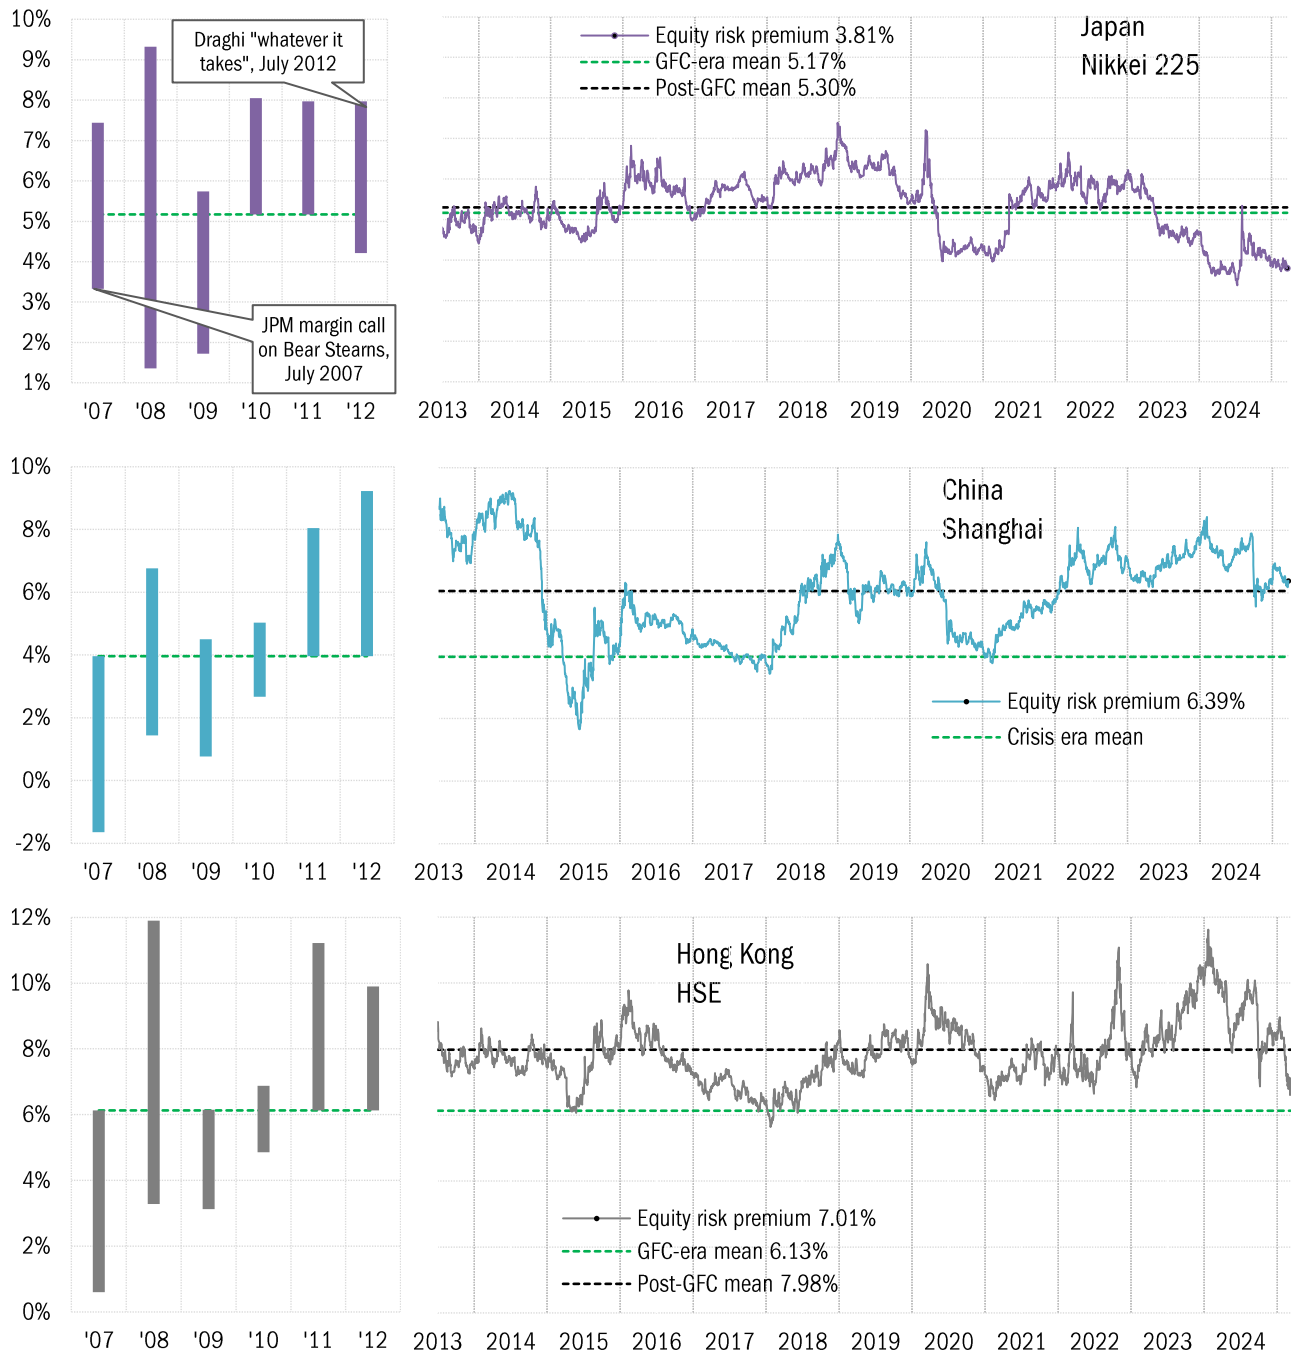 10%
9%
8%
7%
6%
5%
4%
3%
2%
1%
Draghi "whatever it
takes", July 2012
JPM margin call
on Bear Stearns,
July 2007
'07 '08 '09 '10 '11 '12
Equity risk premium 3.81%
GFC-era mean 5.17%
Post-GFC mean 5.30%
Japan
Nikkei 225
2013 2014 2015 2016 2017 2018 2019 2020 2021 2022 2023 2024
10%
8%
6%
4%
2%
0%
-2%
'07 '08 '09 '10 '11 '12
China
Shanghai
Equity risk premium 6.39%
Crisis era mean
2013 2014 2015 2016 2017 2018 2019 2020 2021 2022 2023 2024
12%
10%
8%
6%
4%
2%
0%
'07 '08 '09 '10 '11 '12
Hong Kong
HSE
Equity risk premium 7.01%
GFC-era mean 6.13%
Post-GFC mean 7.98%
2013 2014 2015 2016 2017 2018 2019 2020 2021 2022 2023 2024